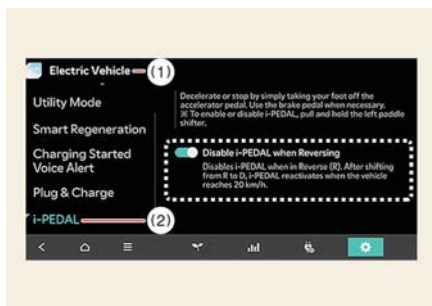 Electric Vehicle
(1)
Utility Mode
Smart Regeneration
Charging Started
Voice Alert
Plug & Charge
i-PEDAL
(2)
Decelerate or stop by simply taking your foot off the
accelerator pedal. Use the brake pedal when necessary.
※ To enable or disable i-PEDAL, pull and hold the left paddle
shifter.
Disable i-PEDAL when Reversing
Disables i-PEDAL when in Reverse (R). After shifting
from R to D, i-PEDAL reactivates when the vehicle
reaches 20 km/h.